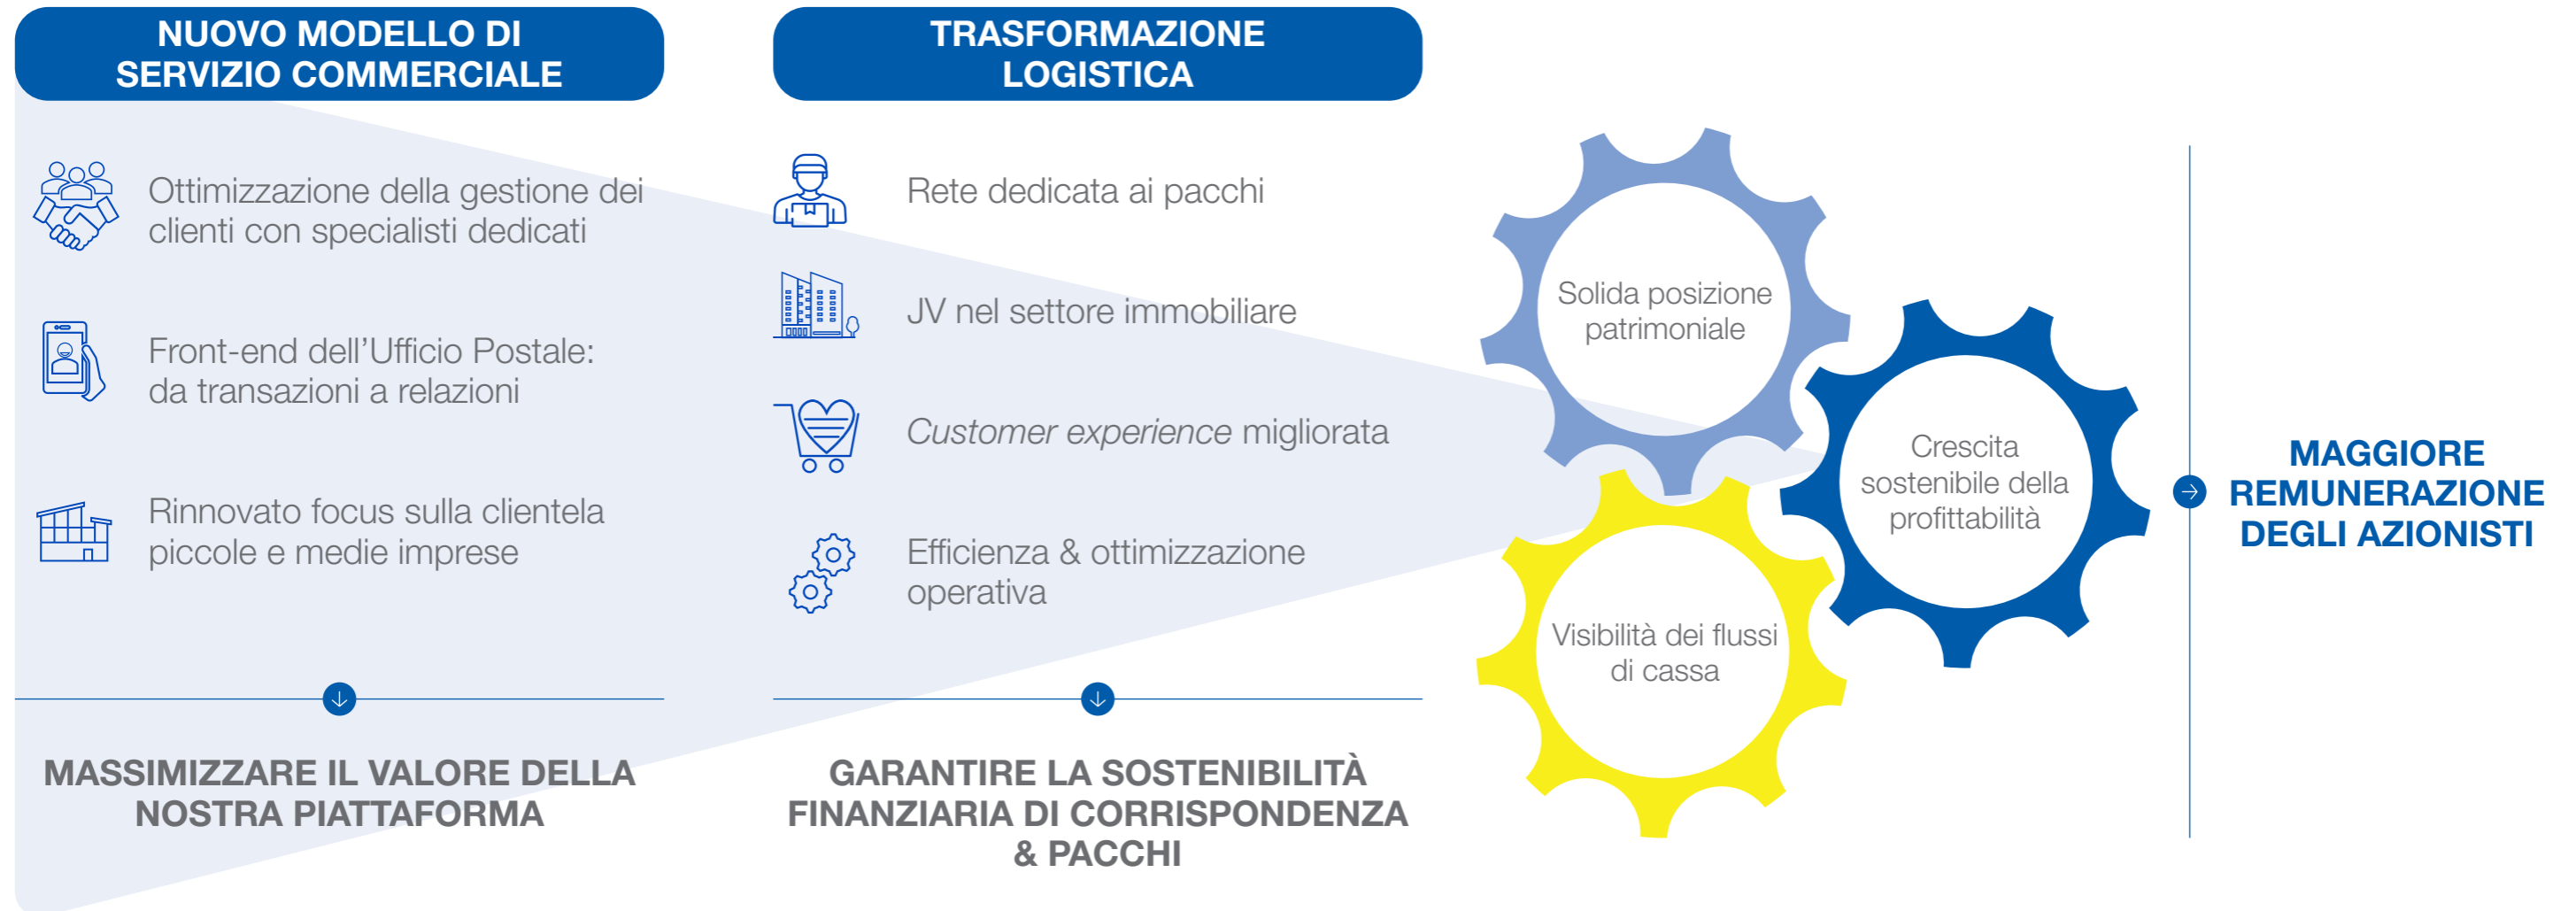 NUOVO MODELLO DI
SERVIZIO COMMERCIALE
Ottimizzazione della gestione dei
clienti con specialisti dedicati
Front-end dell’Ufficio Postale:
da transazioni a relazioni
Rinnovato focus sulla clientela
piccole e medie imprese
MASSIMIZZARE IL VALORE DELLA
NOSTRA PIATTAFORMA
TRASFORMAZIONE
LOGISTICA
Rete dedicata ai pacchi
JV nel settore immobiliare
Customer experience migliorata
Efficienza & ottimizzazione
operativa
GARANTIRE LA SOSTENIBILITÀ
FINANZIARIA DI CORRISPONDENZA
& PACCHI
Solida posizione
patrimoniale
Crescita
sostenibile della
profittabilità
Visibilità dei flussi
di cassa
MAGGIORE
REMUNERAZIONE
DEGLI AZIONISTI